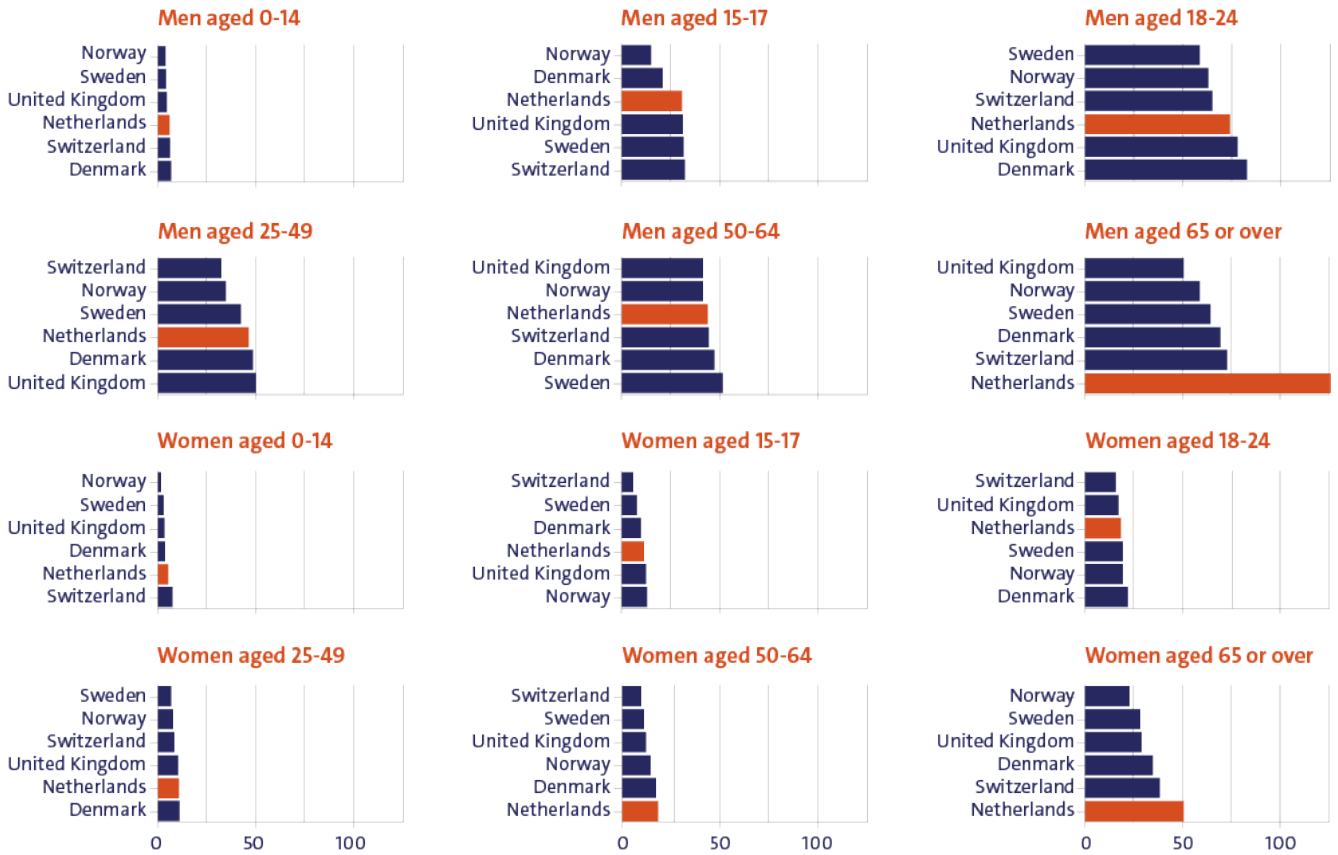 Men aged 0-14
Norway
Sweden
United Kingdom
Netherlands
Switzerland
Denmark
Men aged 15-17
Norway
Denmark
Netherlands
United Kingdom
Sweden
Switzerland
Men aged 18-24
Sweden
Norway
Switzerland
Netherlands
United Kingdom
Denmark
Men aged 25-49
Switzerland
Norway
Sweden
Netherlands
Denmark
United Kingdom
Men aged 50-64
United Kingdom
Norway
Netherlands
Switzerland
Denmark
Sweden
Men aged 65 or over
United Kingdom
Norway
Sweden
Denmark
Switzerland
Netherlands
Women aged 0-14
Norway
Sweden
United Kingdom
Denmark
Netherlands
Switzerland
Women aged 15-17
Switzerland
Sweden
Denmark
Netherlands
United Kingdom
Norway
Women aged 18-24
Switzerland
United Kingdom
Netherlands
Sweden
Norway
Denmark
Women aged 25-49
Sweden
Norway
Switzerland
United Kingdom
Netherlands
Denmark
0 50 100
Women aged 50-64
Switzerland
Sweden
United Kingdom
Norway
Denmark
Netherlands
0 50 100
Women aged 65 or over
Norway
Sweden
United Kingdom
Denmark
Switzerland
Netherlands
0 50 100